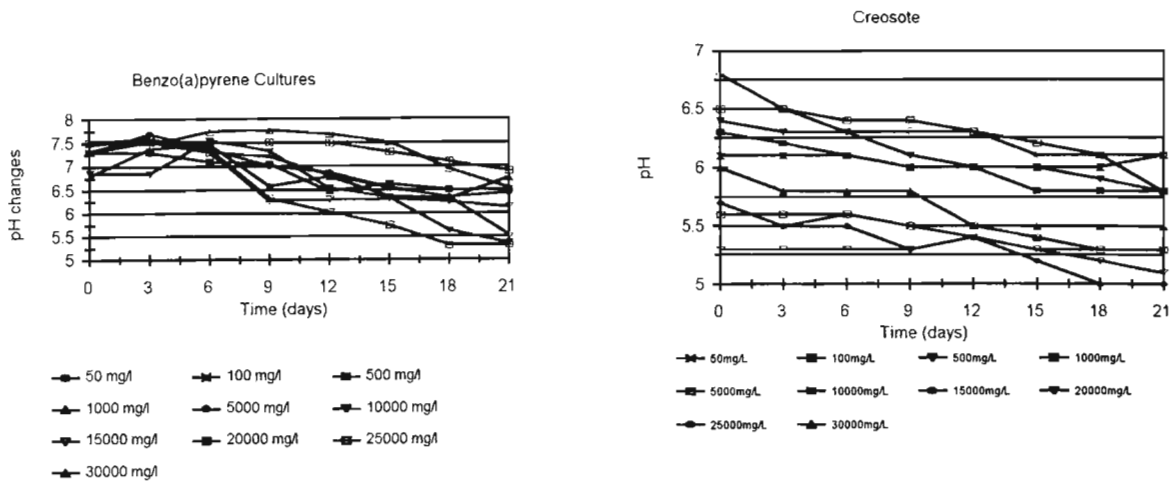 Benzo(a)pyrene Cultures
pH changes
8
7.5
7
6.5
6
5.5
5
0 3 6 9 12 15 18 21
Time (days)
50 mg/l 100 mg/l 500 mg/l
1000 mg/l 5000 mg/l 10000 mg/l
15000 mg/l 20000 mg/l 25000 mg/l
30000 mg/l
Creosote
pH
7
6.5
6
5.5
5
0 3 6 9 12 15 18 21
Time (days)
50mg/L 100mg/L 500mg/L 1000mg/L
5000mg/L 10000mg/L 15000mg/L 20000mg/L
25000mg/L 30000mg/L